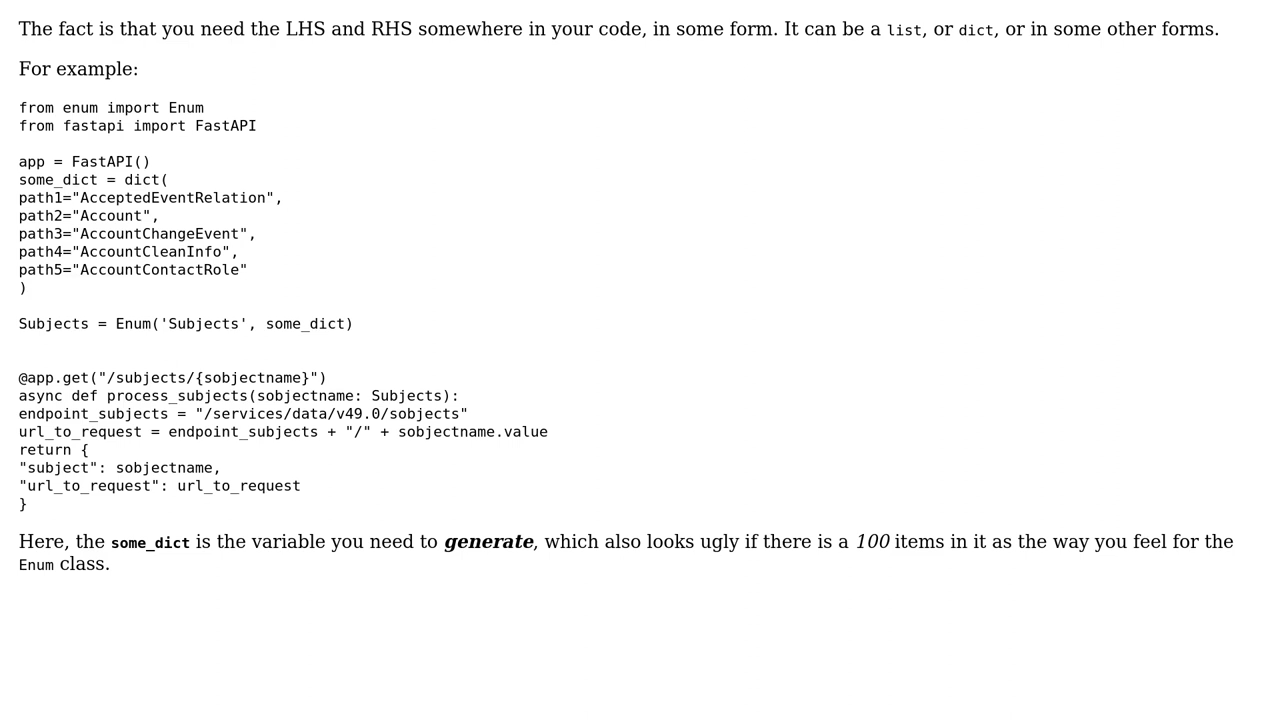 The fact is that you need the LHS and RHS somewhere in your code, in some form. It can be a list, or dict, or in some other forms.
For example:
from enum import Enum
from fastapi import FastAPI
app = FastAPI()
some_dict = dict(
path1="AcceptedEventRelation",
path2="Account",
path3="AccountChangeEvent",
path4="AccountCleanInfo",
path5="AccountContactRole"
)
Subjects = Enum('Subjects', some_dict)
@app.get("/subjects/{sobjectname}")
async def process_subjects(sobjectname: Subjects):
endpoint_subjects = "/services/data/v49.0/sobjects"
url_to_request = endpoint_subjects + "/" + sobjectname.value
return {
"subject": sobjectname,
"url_to_request": url_to_request
}
Here, the some_dict is the variable you need to generate, which also looks ugly if there is a 100 items in it as the way you feel for the
Enum class.